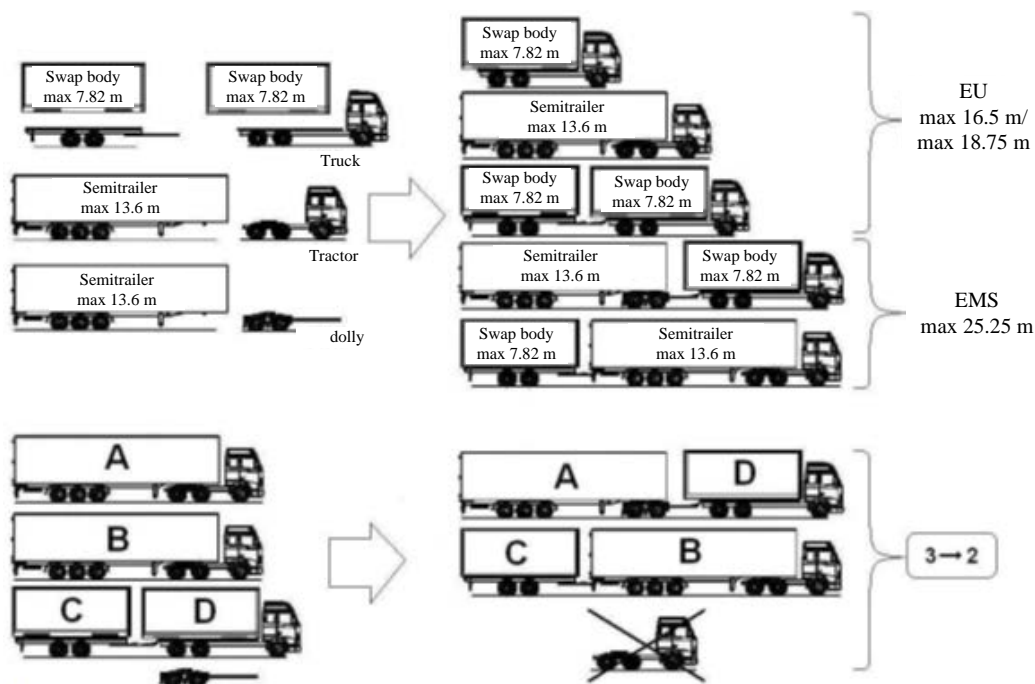 Swap body
max 7.82 m
Swap body
max 7.82 m
Truck
Semitrailer
max 13.6 m
Tractor
Semitrailer
max 13.6 m
dolly
Swap body
max 7.82 m
Semitrailer
max 13.6 m
Swap body
max 7.82 m
Swap body
max 7.82 m
EU
max 16.5 m/
max 18.75 m
Semitrailer
max 13.6 m
Swap body
max 7.82 m
Swap body
max 7.82 m
Semitrailer
max 13.6 m
EMS
max 25.25 m
A
B
C
D
A
D
C
B
3→2